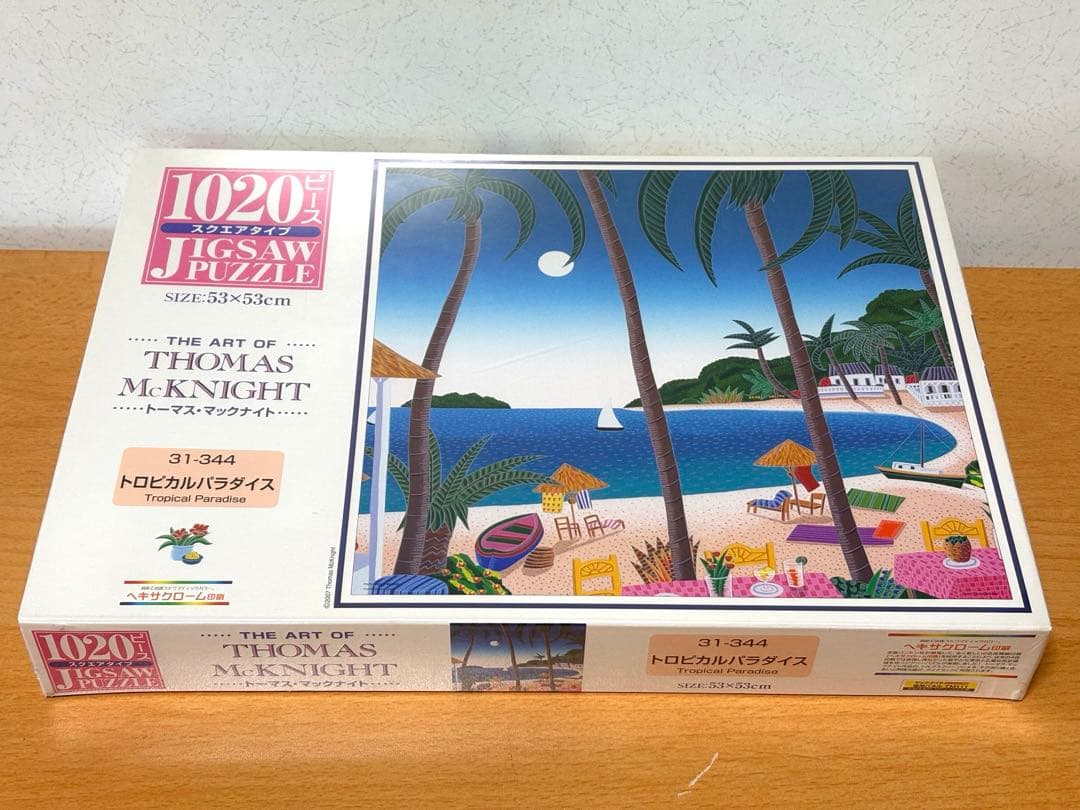 1020ピース
スクエアタイプ
JIGSAW
PUZZLE
SIZE:53×53cm
THE ART OF
THOMAS
McKNIGHT
トーマス・マックナイト
31-344
トロピカルパラダイス
Tropical Paradise
ヘキサクローム印刷
©2007 Thomas McKnight
1020ピース
スクエアタイプ
JIGSAW
PUZZLE
THE ART OF
THOMAS
McKNIGHT
トーマス・マックナイト
31-344
トロピカルパラダイス
Tropical Paradise
SIZE:53×53cm
ヘキサクローム印刷